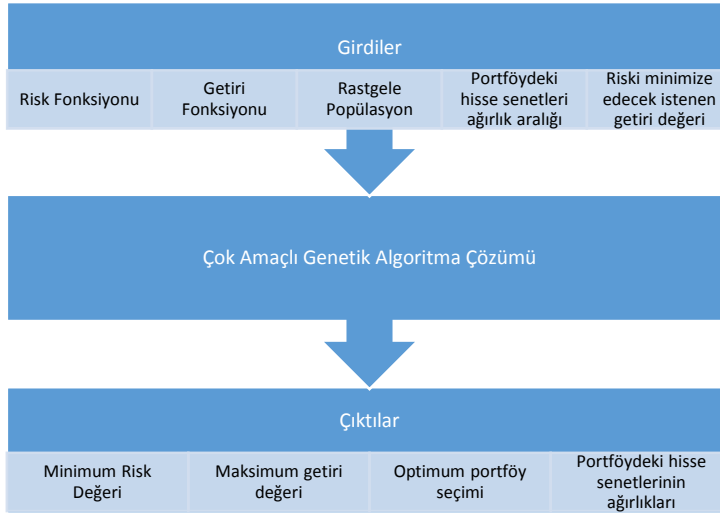 Girdiler
Risk Fonksiyonu
Getiri
Fonksiyonu
Rastgele
Popülasyon
Portföydeki
hisse senetleri
ağırlık aralığı
Riski minimize
edecek istenen
getiri değeri
Çok Amaçlı Genetik Algoritma Çözümü
Çıktılar
Minimum Risk
Değeri
Maksimum getiri
değeri
Optimum portföy
seçimi
Portföydeki hisse
senetlerinin
ağırlıkları